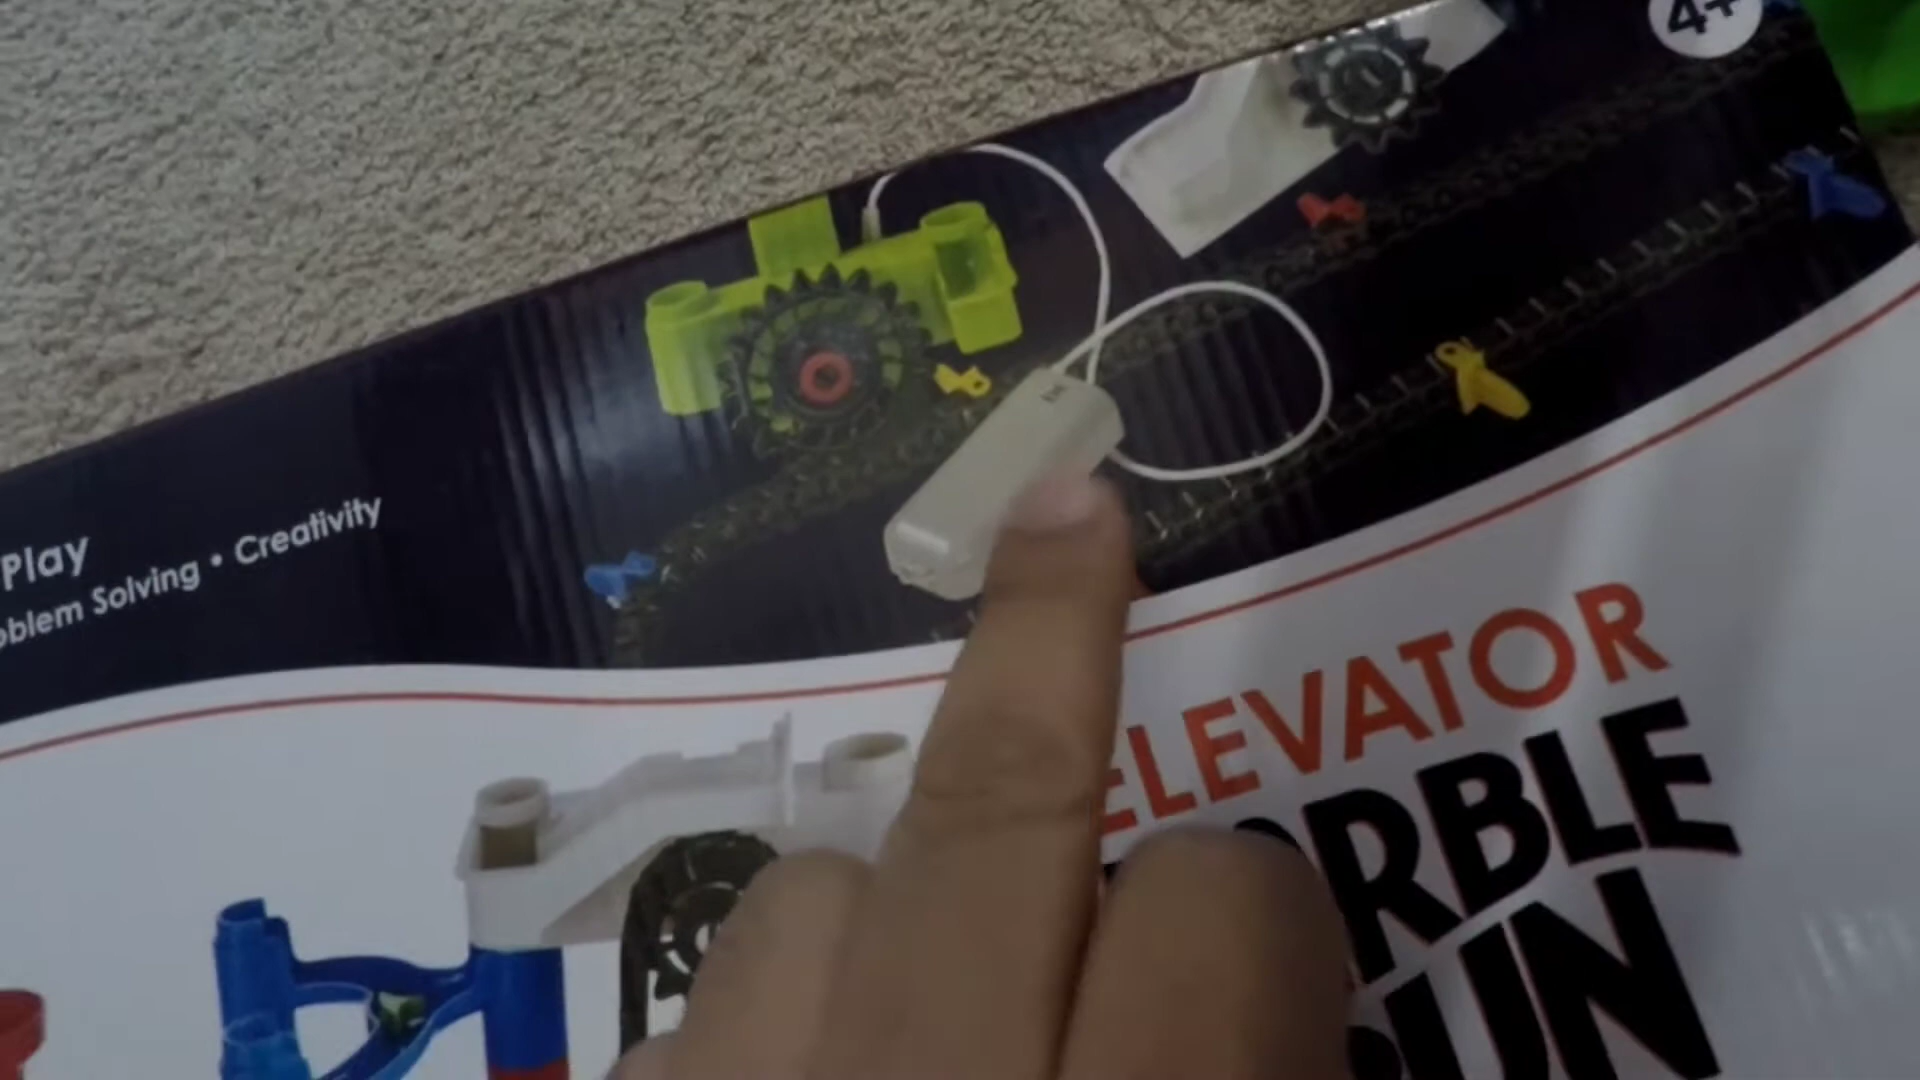 4+
Play
oblem Solving • Creativity
ELEVATOR
RBLE
UN